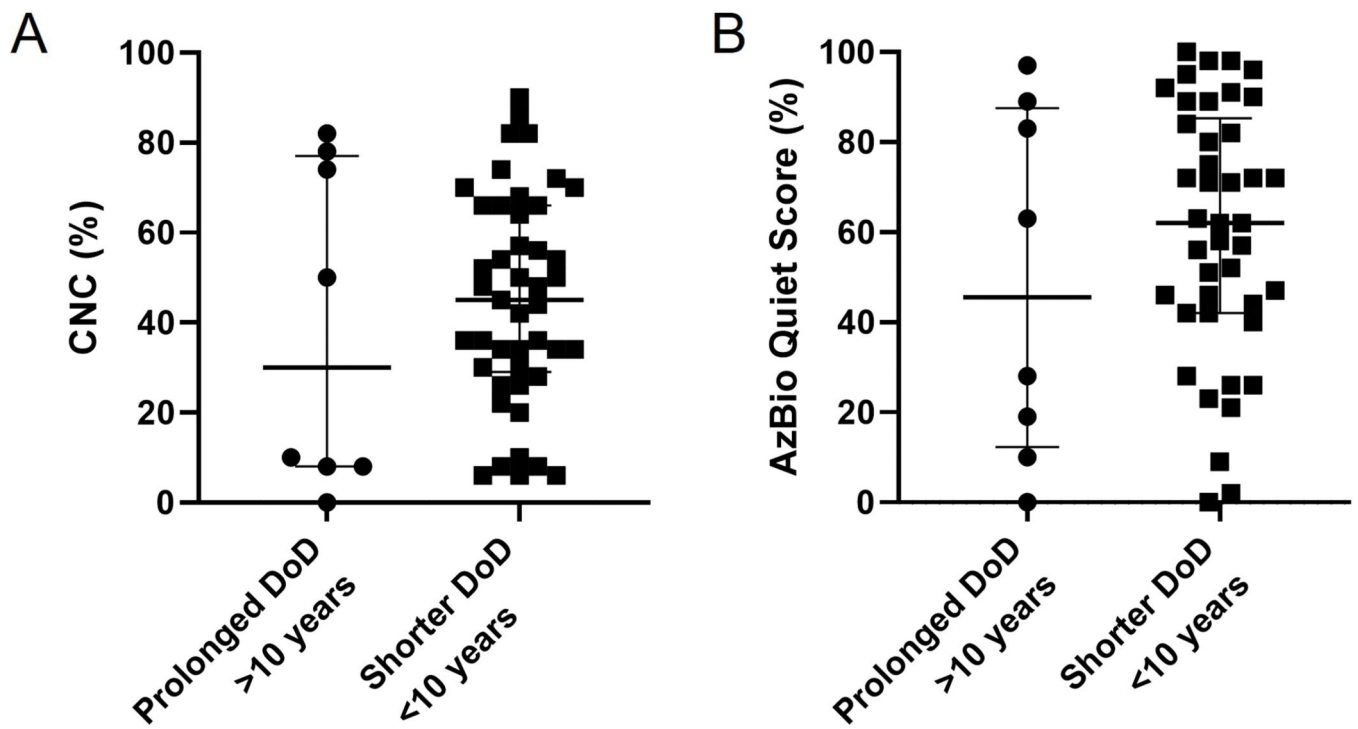 A
CNC (%)
100
80
60
40
20
0
Prolonged DoD
>10 years
Shorter DoD
<10 years
B
AzBio Quiet Score (%)
100
80
60
40
20
0
Prolonged DoD
>10 years
Shorter DoD
<10 years